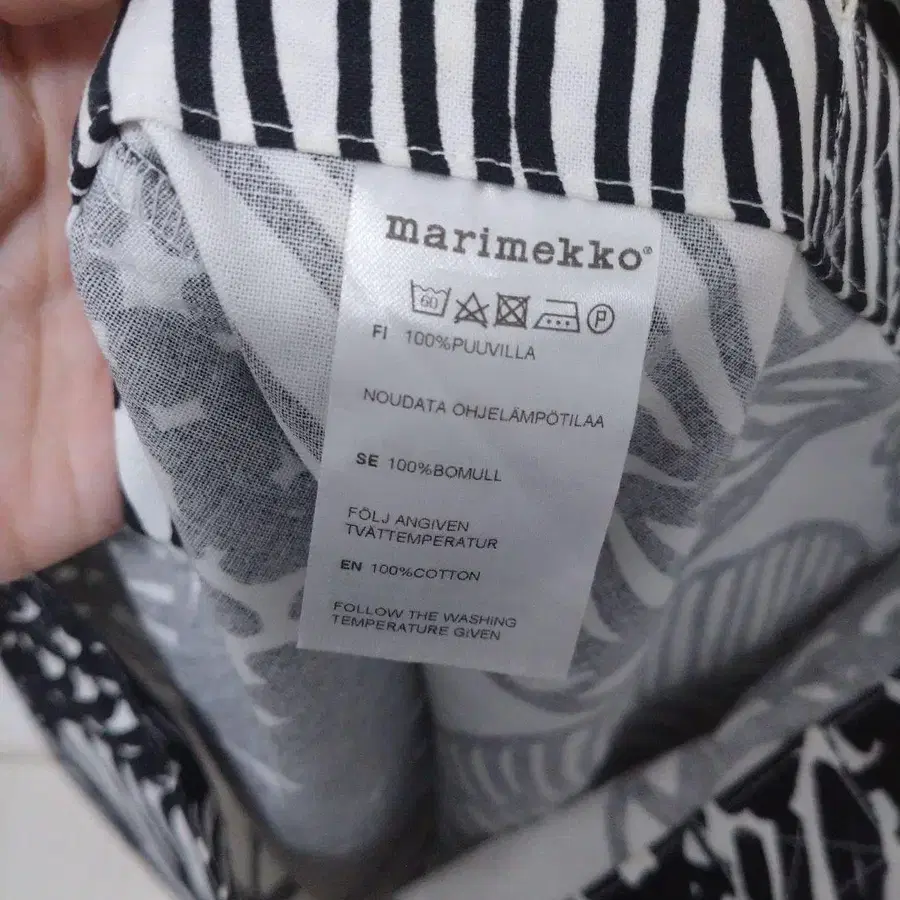 marimekko®
60 P
FI 100%PUUVILLA
NOUDATA OHJELÄMPÖTILAA
SE 100%BOMULL
FÖLJ ANGIVEN
TVÄTTEMPERATUR
EN 100%COTTON
FOLLOW THE WASHING
TEMPERATURE GIVEN